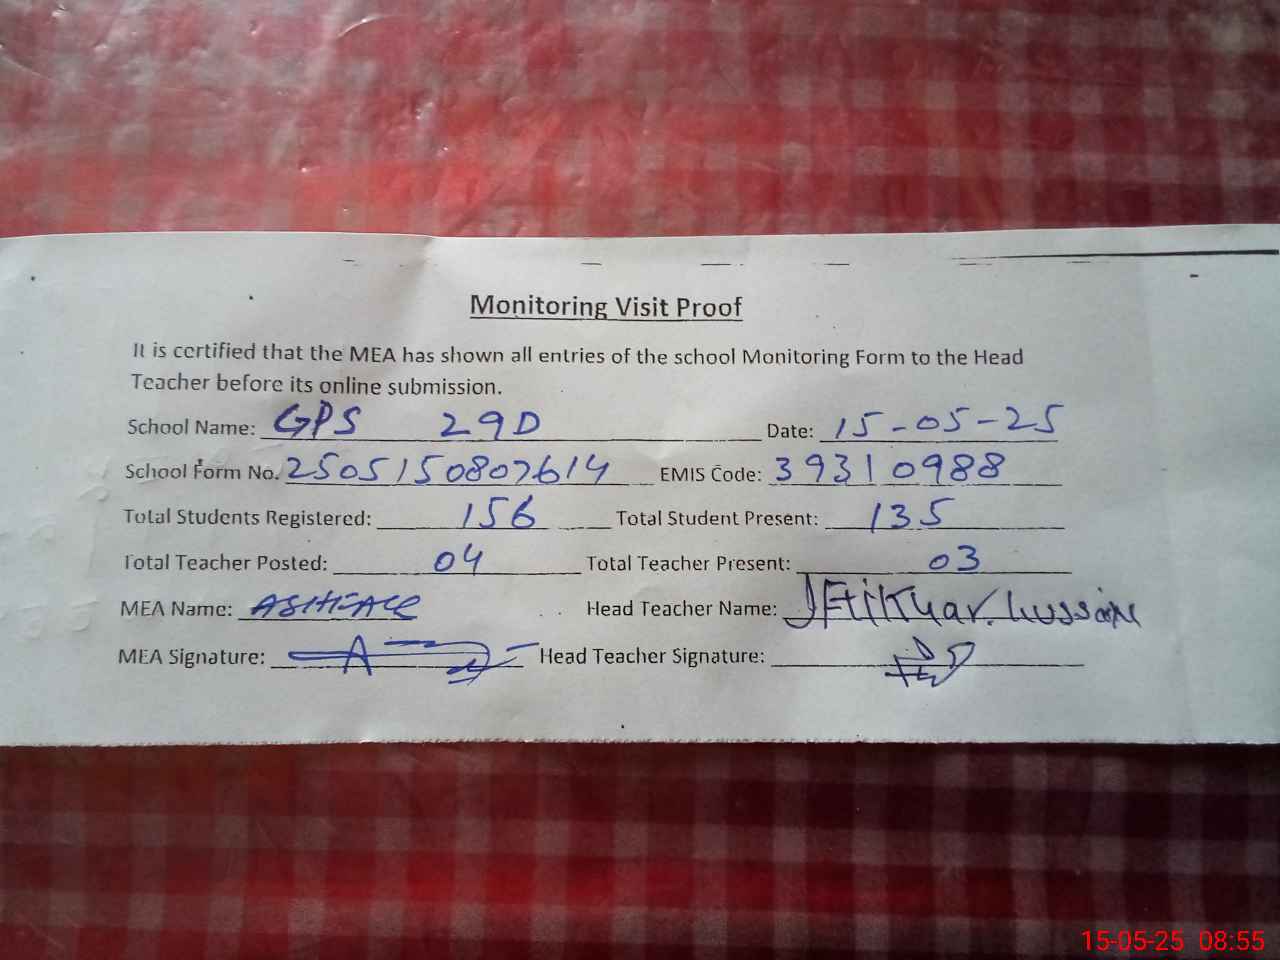 Monitoring Visit Proof
It is certified that the MEA has shown all entries of the school Monitoring Form to the Head
Teacher before its online submission.
School Name: GPS 29D Date: 15-05-25
School Form No. 2505150807614 EMIS Code: 39310988
Total Students Registered: 156 Total Student Present: 135
Total Teacher Posted: 04 Total Teacher Present: 03
MEA Name: Head Teacher Name: Iftikhar Hussain
MEA Signature: Head Teacher Signature:
15-05-25 08:55